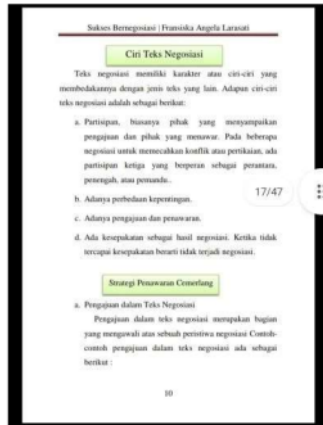 Sukses Bernegosiasi | Fransiska Angela Larasati
Ciri Teks Negosiasi
Teks negosiasi memiliki karakter atau ciri-ciri yang
membedakannya dengan jenis teks yang lain. Adapun ciri-ciri
teks negosiasi adalah sebagai berikut:
a. Partisipan, biasanya pihak yang menyampaikan
pengajuan dan pihak yang menawar. Pada beberapa
negosiasi untuk memecahkan konflik atau pertikaian, ada
partisipan ketiga yang berperan sebagai perantara,
penengah, atau pemandu..
17/47
b. Adanya perbedaan kepentingan.
c. Adanya pengajuan dan penawaran.
d. Ada kesepakatan sebagai hasil negosiasi. Ketika tidak
tercapai kesepakatan berarti tidak terjadi negosiasi.
Strategi Penawaran Cemerlang
a. Pengajuan dalam Teks Negosiasi
Pengajuan dalam teks negosiasi merupakan bagian
yang mengawali atas sebuah peristiwa negosiasi Contoh-
contoh pengajuan dalam teks negosiasi ada sebagai
berikut :
10